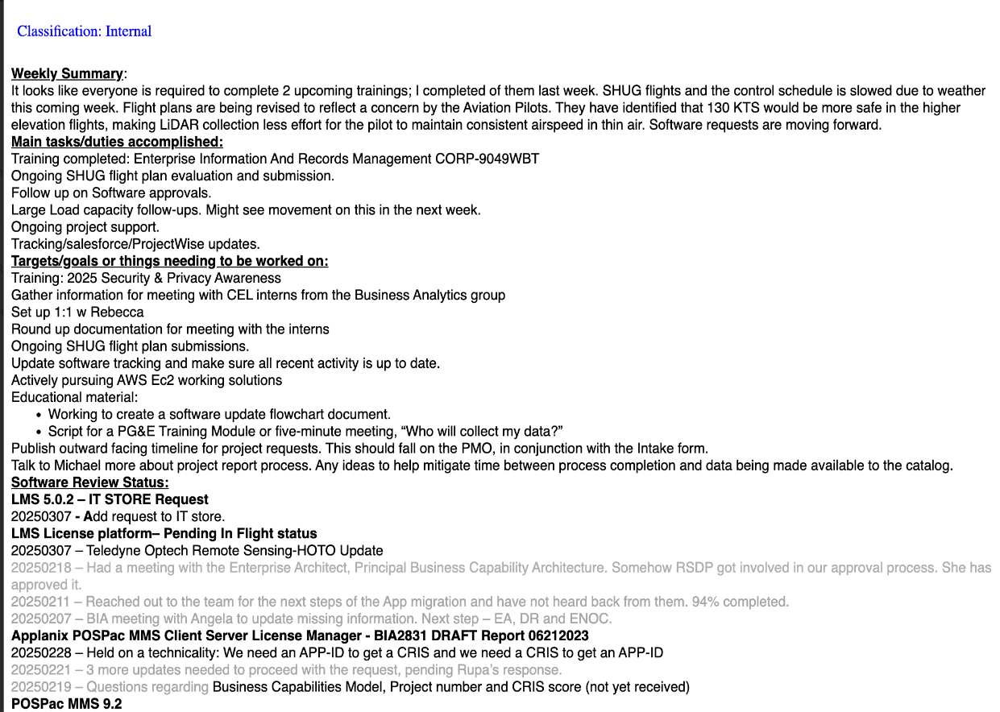 Classification: Internal
Weekly Summary:
It looks like everyone is required to complete 2 upcoming trainings; I completed of them last week. SHUG flights and the control schedule is slowed due to weather
this coming week. Flight plans are being revised to reflect a concern by the Aviation Pilots. They have identified that 130 KTS would be more safe in the higher
elevation flights, making LiDAR collection less effort for the pilot to maintain consistent airspeed in thin air. Software requests are moving forward.
Main tasks/duties accomplished:
Training completed: Enterprise Information And Records Management CORP-9049WBT
Ongoing SHUG flight plan evaluation and submission.
Follow up on Software approvals.
Large Load capacity follow-ups. Might see movement on this in the next week.
Ongoing project support.
Tracking/salesforce/ProjectWise updates.
Targets/goals or things needing to be worked on:
Training: 2025 Security & Privacy Awareness
Gather information for meeting with CEL interns from the Business Analytics group
Set up 1:1 w Rebecca
Round up documentation for meeting with the interns
Ongoing SHUG flight plan submissions.
Update software tracking and make sure all recent activity is up to date.
Actively pursuing AWS Ec2 working solutions
Educational material:
• Working to create a software update flowchart document.
• Script for a PG&E Training Module or five-minute meeting, “Who will collect my data?”
Publish outward facing timeline for project requests. This should fall on the PMO, in conjunction with the Intake form.
Talk to Michael more about project report process. Any ideas to help mitigate time between process completion and data being made available to the catalog.
Software Review Status:
LMS 5.0.2 – IT STORE Request
20250307 - Add request to IT store.
LMS License platform– Pending In Flight status
20250307 – Teledyne Optech Remote Sensing-HOTO Update
20250218 – Had a meeting with the Enterprise Architect, Principal Business Capability Architecture. Somehow RSDP got involved in our approval process. She has
approved it.
20250211 – Reached out to the team for the next steps of the App migration and have not heard back from them. 94% completed.
20250207 – BIA meeting with Angela to update missing information. Next step – EA, DR and ENOC.
Applanix POSPac MMS Client Server License Manager - BIA2831 DRAFT Report 06212023
20250228 – Held on a technicality: We need an APP-ID to get a CRIS and we need a CRIS to get an APP-ID
20250221 – 3 more updates needed to proceed with the request, pending Rupa’s response.
20250219 – Questions regarding Business Capabilities Model, Project number and CRIS score (not yet received)
POSPac MMS 9.2